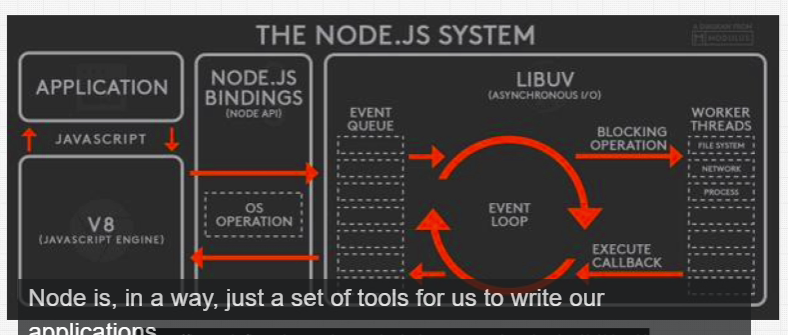 THE NODE.JS SYSTEM
A DIAGRAM FROM
MODULUS
APPLICATION
JAVASCRIPT
V8
(JAVASCRIPT ENGINE)
NODE.JS
BINDINGS
(NODE API)
OS
OPERATION
LIBUV
(ASYNCHRONOUS I/O)
EVENT
QUEUE
EVENT
LOOP
BLOCKING
OPERATION
EXECUTE
CALLBACK
WORKER
THREADS
FILE SYSTEM
NETWORK
PROCESS
Node is, in a way, just a set of tools for us to write our
applications